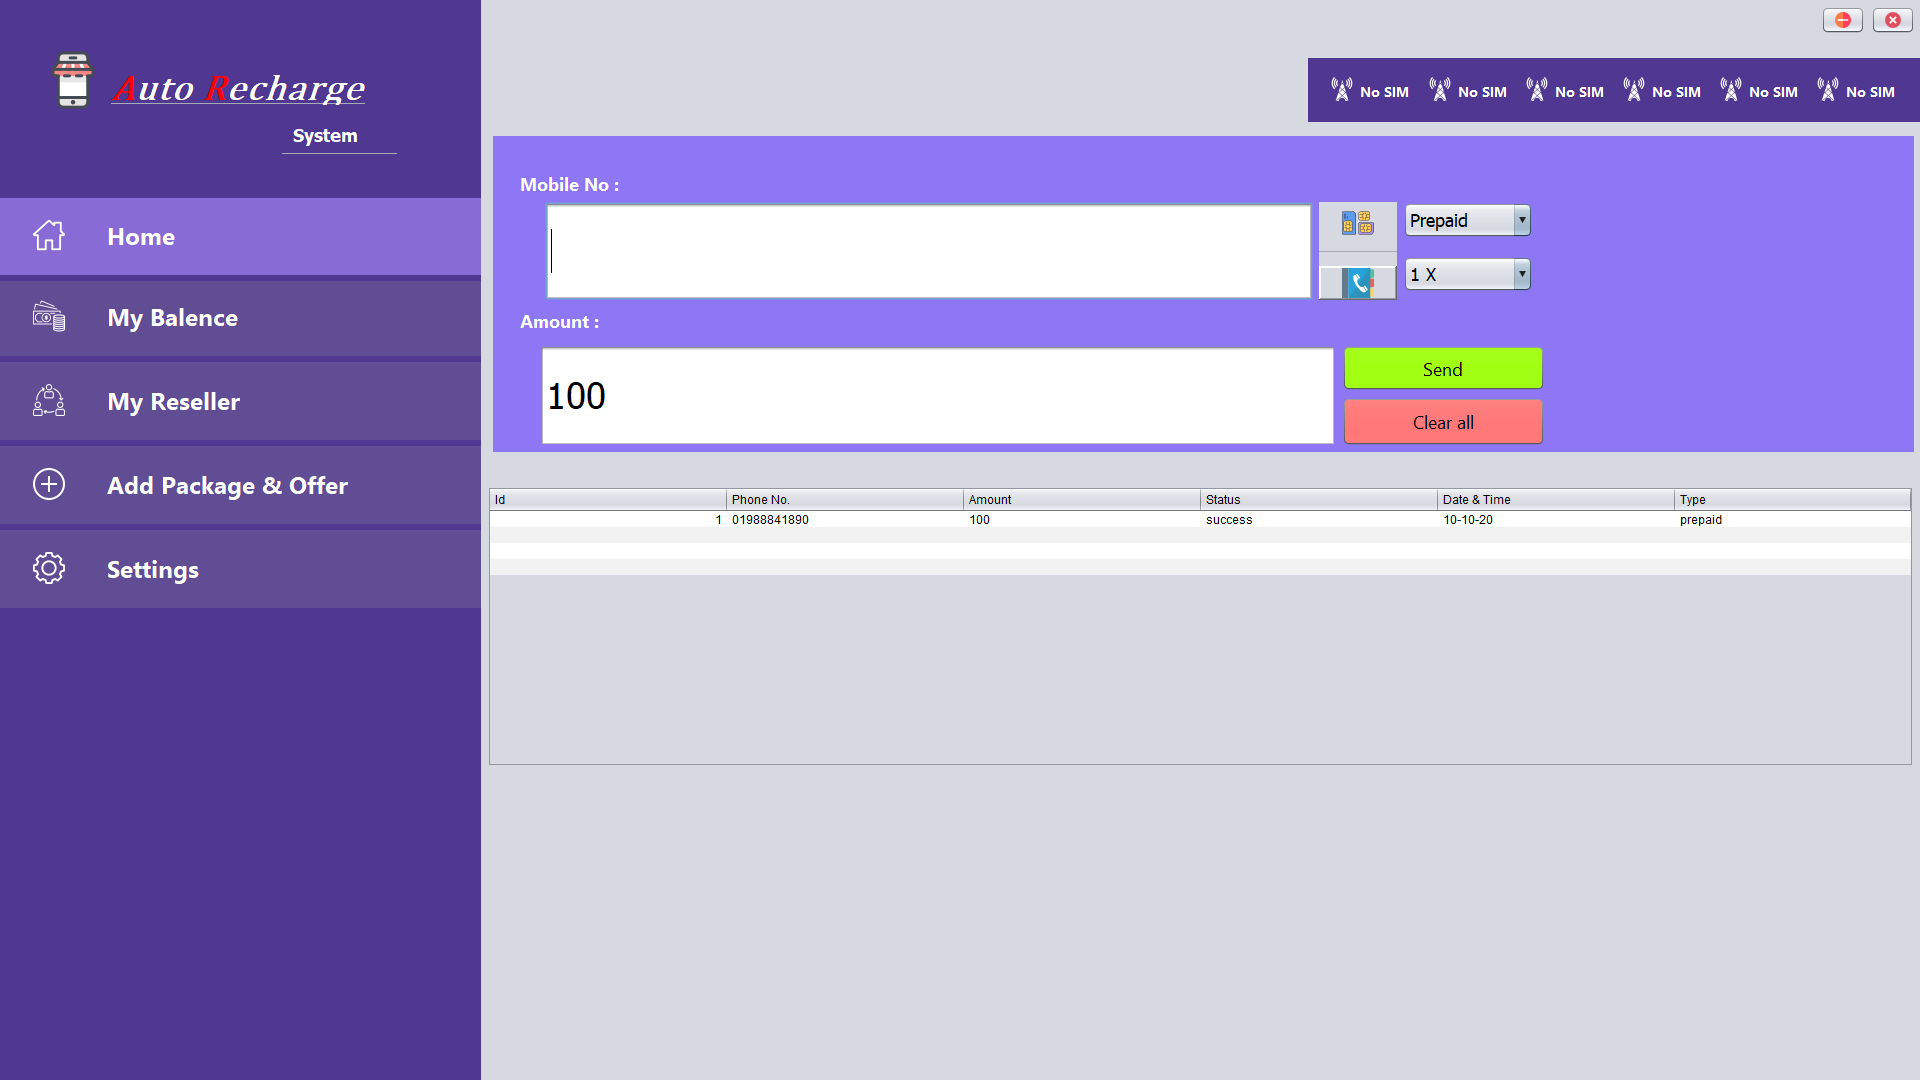 Auto Recharge
System
Home
My Balence
My Reseller
Add Package & Offer
Settings
No SIM No SIM No SIM No SIM No SIM No SIM
Mobile No :
Prepaid
1 X
Amount :
100
Send
Clear all
Id Phone No. Amount Status Date & Time Type
1 01988841890 100 success 10-10-20 prepaid